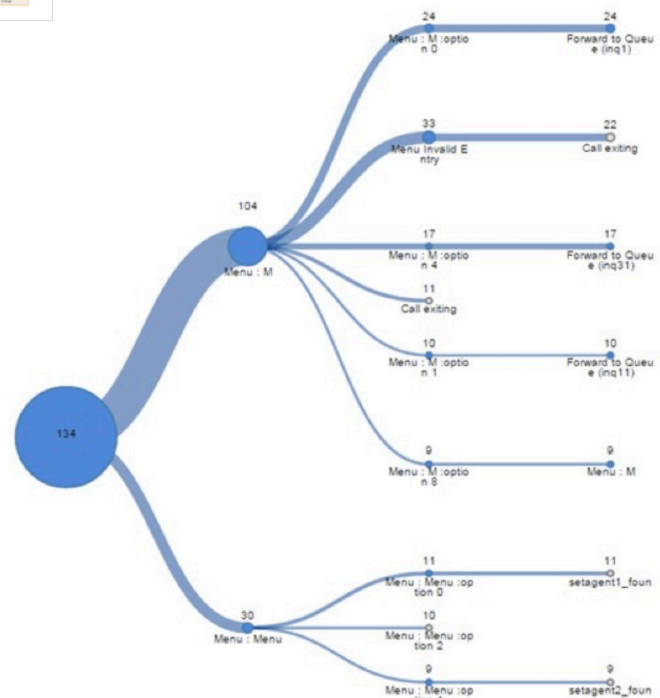 24
Menu : M :optio
n 0
24
Forward to Queu
e (inq1)
33
Menu Invalid E
ntry
22
Call exiting
104
Menu : M
17
Menu : M :optio
n 4
17
Forward to Queu
e (inq31)
11
Call exiting
10
Menu : M :optio
n 1
10
Forward to Queu
e (inq11)
9
Menu : M :optio
n 8
9
Menu : M
134
30
Menu : Menu
11
Menu : Menu :op
tion 0
11
setagent1_foun
10
Menu : Menu :op
tion 2
9
Menu : Menu :op
9
setagent2_foun